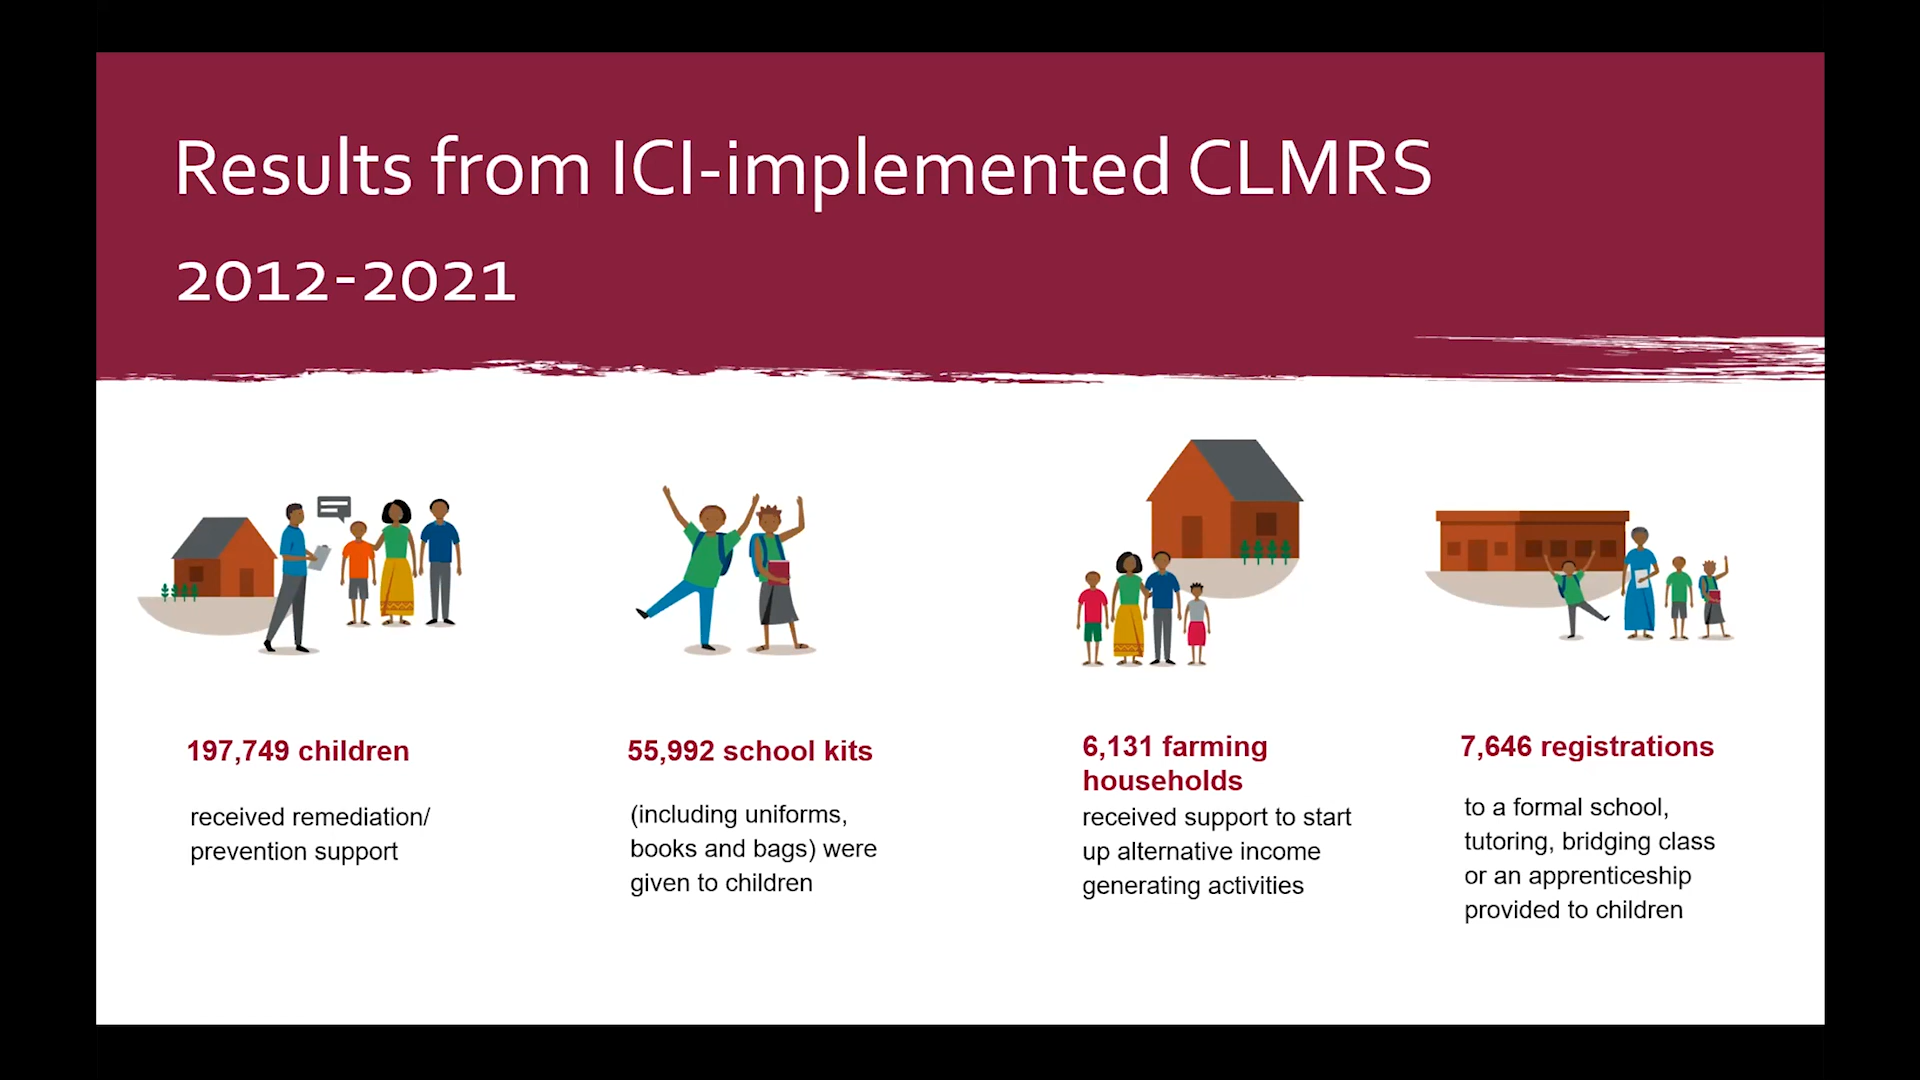 Results from ICI-implemented CLMRS
2012-2021
197,749 children
received remediation/
prevention support
55,992 school kits
(including uniforms,
books and bags) were
given to children
6,131 farming
households
received support to start
up alternative income
generating activities
7,646 registrations
to a formal school,
tutoring, bridging class
or an apprenticeship
provided to children